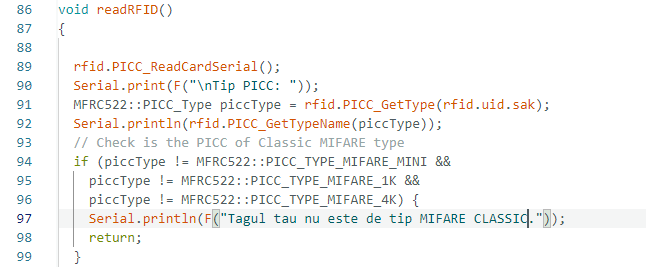 86 void readRFID()
87 {
88
89 rfid.PICC_ReadCardSerial();
90 Serial.print(F("\nTip PICC: "));
91 MFRC522::PICC_Type piccType = rfid.PICC_GetType(rfid.uid.sak);
92 Serial.println(rfid.PICC_GetTypeName(piccType));
93 // Check is the PICC of Classic MIFARE type
94 if (piccType != MFRC522::PICC_TYPE_MIFARE_MINI &&
95 piccType != MFRC522::PICC_TYPE_MIFARE_1K &&
96 piccType != MFRC522::PICC_TYPE_MIFARE_4K) {
97 Serial.println(F("Tagul tau nu este de tip MIFARE CLASSIC."));
98 return;
99 }